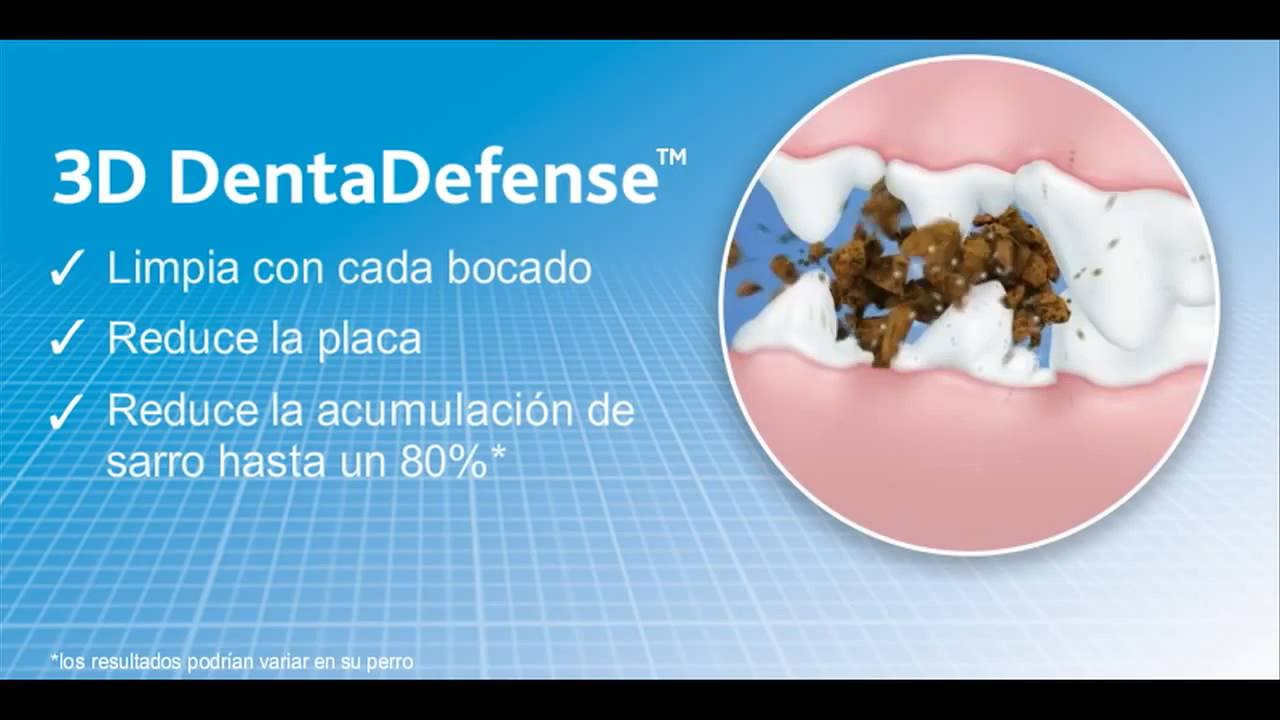 3D DentaDefense™
✓ Limpia con cada bocado
✓ Reduce la placa
✓ Reduce la acumulación de
sarro hasta un 80%*
*los resultados podrían variar en su perro